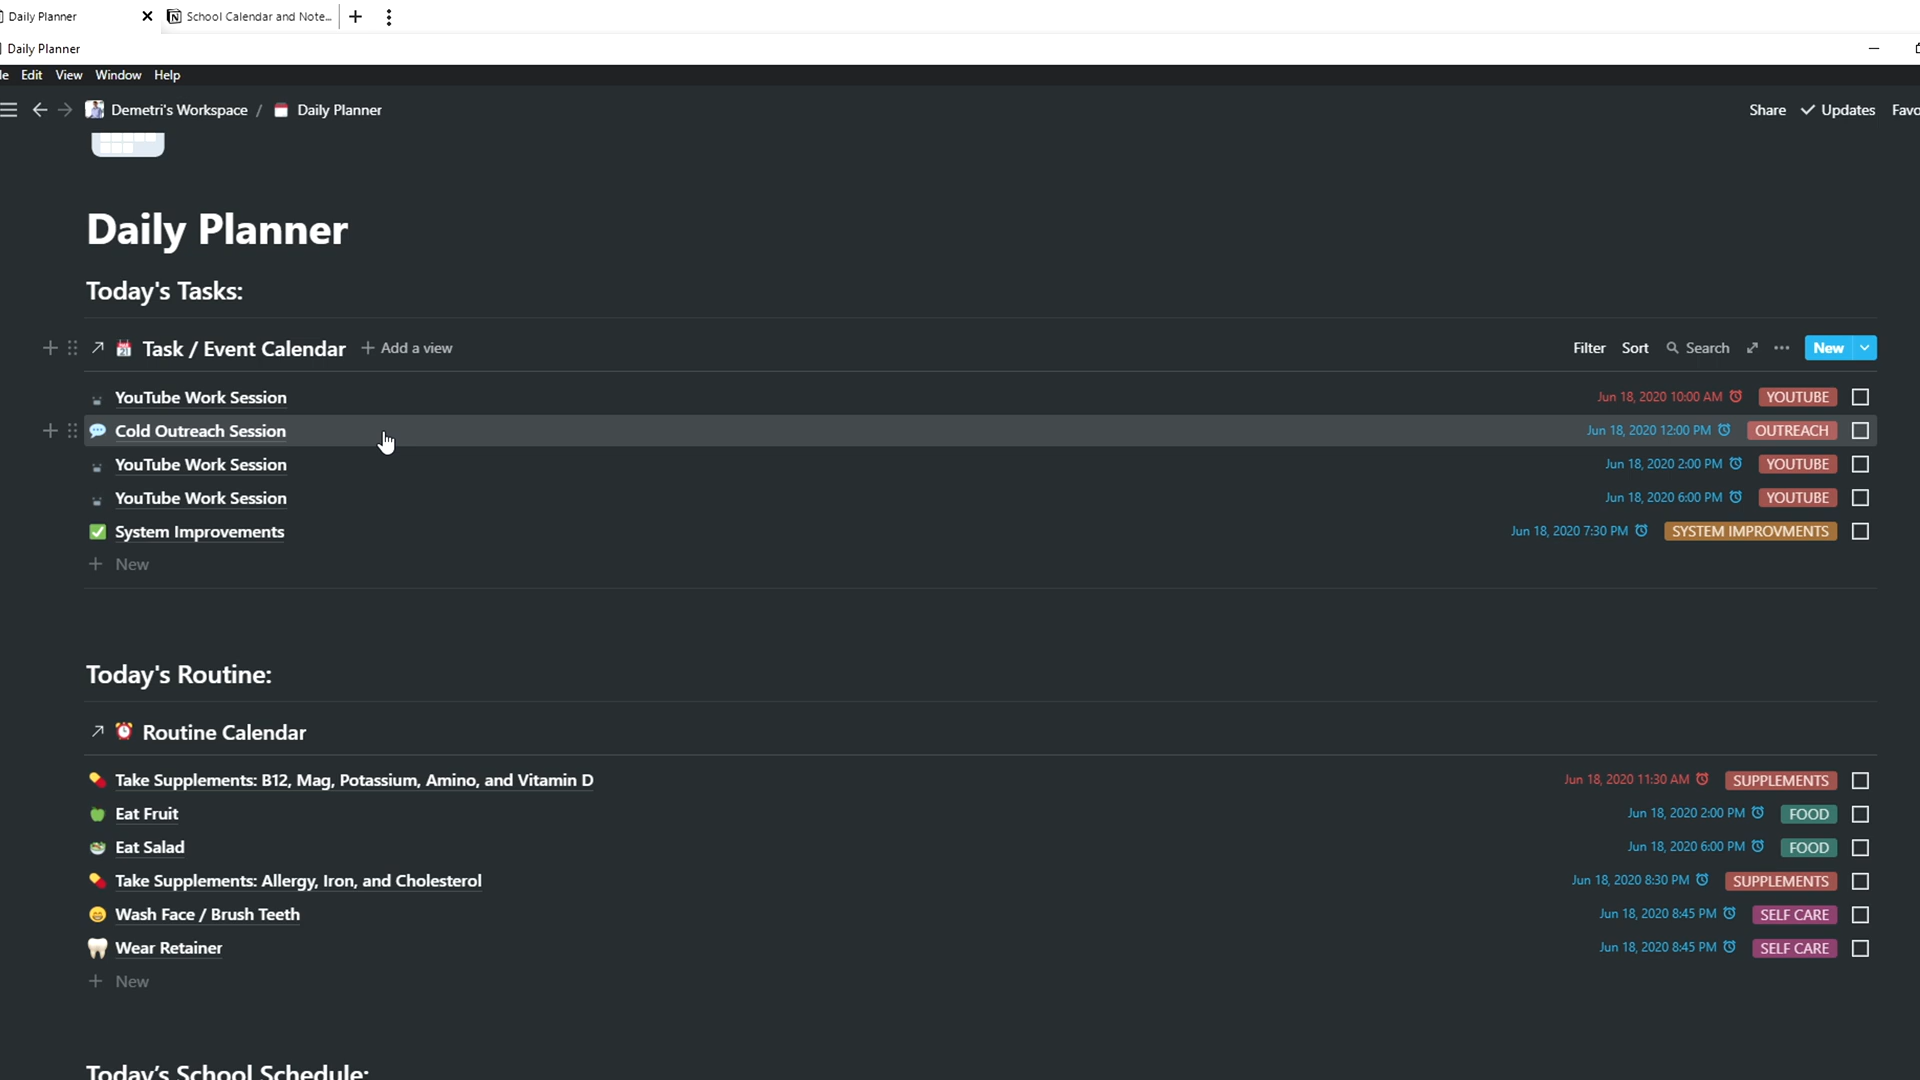 Daily Planner School Calendar and Note...
Daily Planner
Edit View Window Help
Demetri's Workspace / Daily Planner Share Updates
Daily Planner
Today's Tasks:
Task / Event Calendar + Add a view Filter Sort Search New
YouTube Work Session Jun 18, 2020 10:00 AM YOUTUBE
Cold Outreach Session Jun 18, 2020 12:00 PM OUTREACH
YouTube Work Session Jun 18, 2020 2:00 PM YOUTUBE
YouTube Work Session Jun 18, 2020 6:00 PM YOUTUBE
System Improvements Jun 18, 2020 7:30 PM SYSTEM IMPROVMENTS
+ New
Today's Routine:
Routine Calendar
Take Supplements: B12, Mag, Potassium, Amino, and Vitamin D Jun 18, 2020 11:30 AM SUPPLEMENTS
Eat Fruit Jun 18, 2020 2:00 PM FOOD
Eat Salad Jun 18, 2020 6:00 PM FOOD
Take Supplements: Allergy, Iron, and Cholesterol Jun 18, 2020 8:30 PM SUPPLEMENTS
Wash Face / Brush Teeth Jun 18, 2020 8:45 PM SELF CARE
Wear Retainer Jun 18, 2020 8:45 PM SELF CARE
+ New
Today's School Schedule: